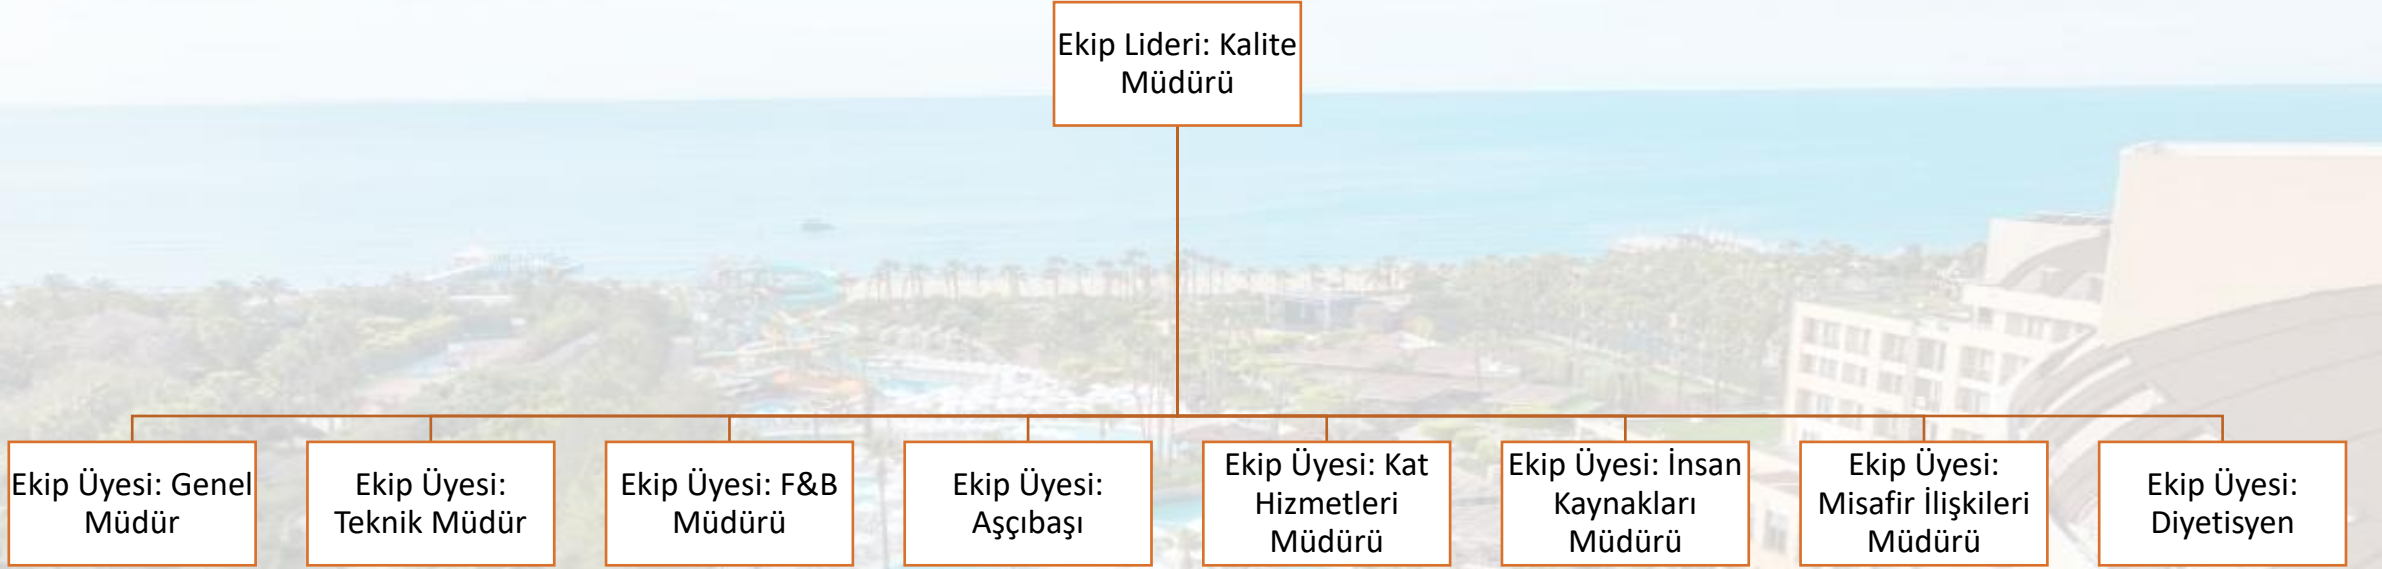 Ekip Lideri: Kalite
Müdürü
Ekip Üyesi: Genel
Müdür
Ekip Üyesi:
Teknik Müdür
Ekip Üyesi: F&B
Müdürü
Ekip Üyesi:
Aşçıbaşı
Ekip Üyesi: Kat
Hizmetleri
Müdürü
Ekip Üyesi: İnsan
Kaynakları
Müdürü
Ekip Üyesi:
Misafir İlişkileri
Müdürü
Ekip Üyesi:
Diyetisyen